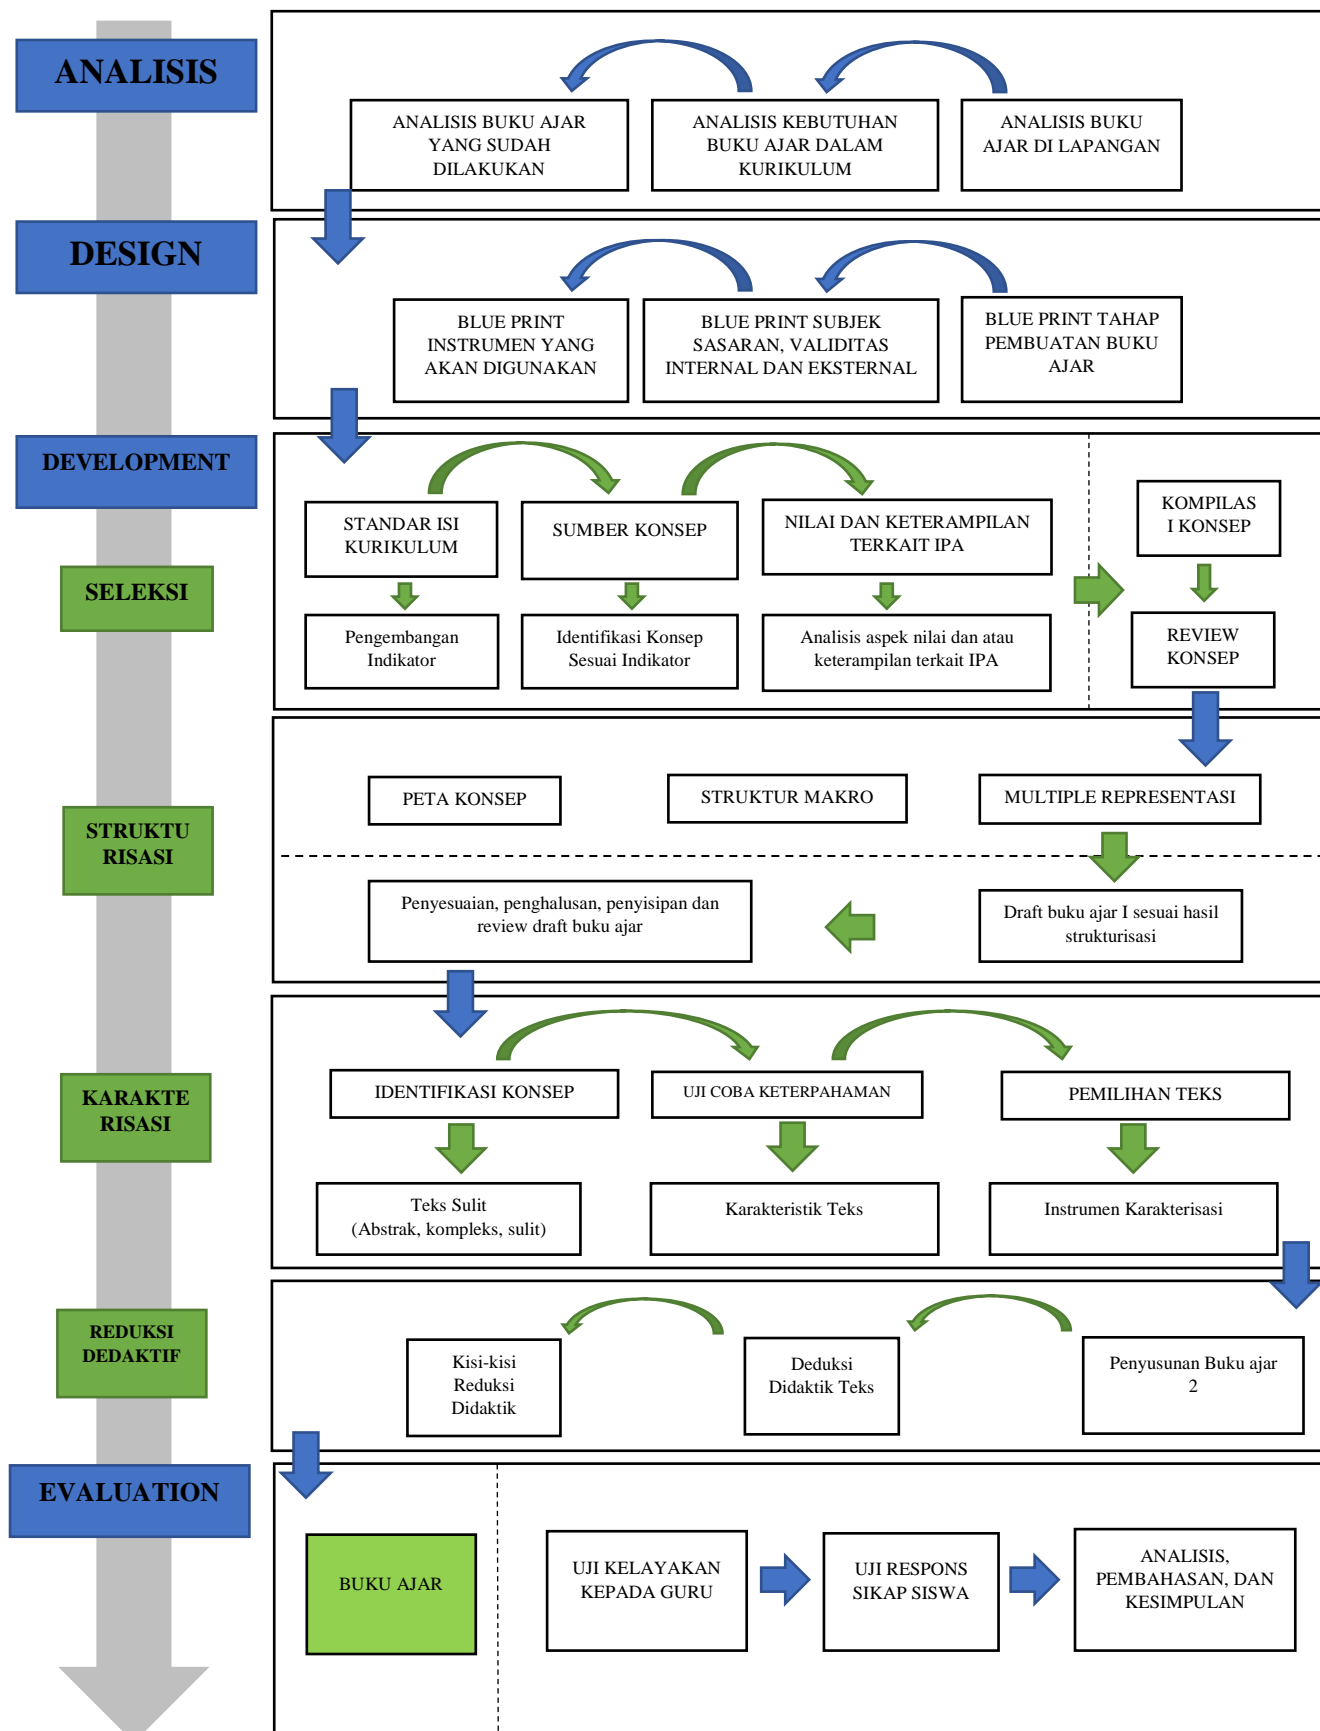 ANALISIS
ANALISIS BUKU AJAR
YANG SUDAH
DILAKUKAN
ANALISIS KEBUTUHAN
BUKU AJAR DALAM
KURIKULUM
ANALISIS BUKU
AJAR DI LAPANGAN
DESIGN
BLUE PRINT
INSTRUMEN YANG
AKAN DIGUNAKAN
BLUE PRINT SUBJEK
SASARAN, VALIDITAS
INTERNAL DAN EKSTERNAL
BLUE PRINT TAHAP
PEMBUATAN BUKU
AJAR
DEVELOPMENT
SELEKSI
STANDAR ISI
KURIKULUM
SUMBER KONSEP
NILAI DAN KETERAMPILAN
TERKAIT IPA
KOMPILAS
I KONSEP
Pengembangan
Indikator
Identifikasi Konsep
Sesuai Indikator
Analisis aspek nilai dan atau
keterampilan terkait IPA
REVIEW
KONSEP
STRUKTU
RISASI
PETA KONSEP
STRUKTUR MAKRO
MULTIPLE REPRESENTASI
Penyesuaian, penghalusan, penyisipan dan
review draft buku ajar
Draft buku ajar I sesuai hasil
strukturisasi
KARAKTE
RISASI
IDENTIFIKASI KONSEP
UJI COBA KETERPAHAMAN
PEMILIHAN TEKS
Teks Sulit
(Abstrak, kompleks, sulit)
Karakteristik Teks
Instrumen Karakterisasi
REDUKSI
DEDAKTIF
Kisi-kisi
Reduksi
Didaktik
Deduksi
Didaktik Teks
Penyusunan Buku ajar
2
EVALUATION
BUKU AJAR
UJI KELAYAKAN
KEPADA GURU
UJI RESPONS
SIKAP SISWA
ANALISIS,
PEMBAHASAN, DAN
KESIMPULAN